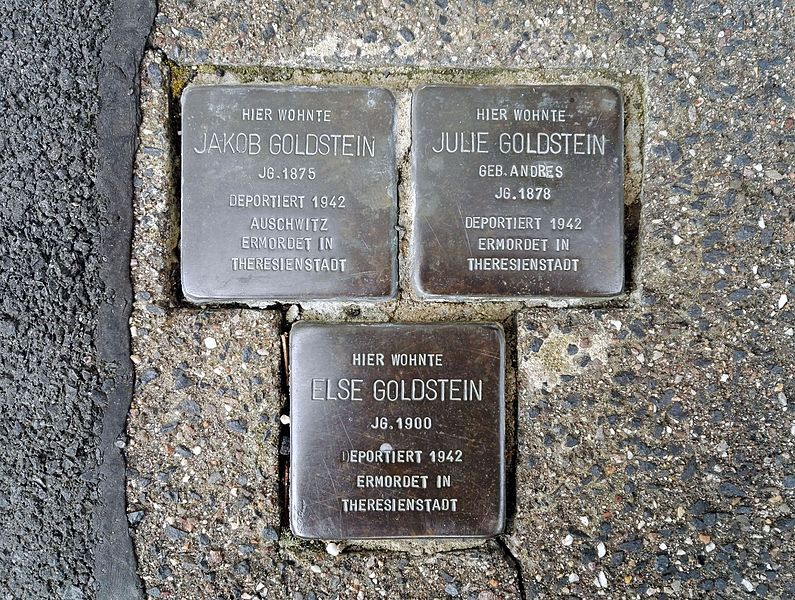 HIER WOHNTE
JAKOB GOLDSTEIN
JG. 1875
DEPORTIERT 1942
AUSCHWITZ
ERMORDET IN
THERESIENSTADT
HIER WOHNTE
JULIE GOLDSTEIN
GEB. ANDRES
JG. 1878
DEPORTIERT 1942
ERMORDET IN
THERESIENSTADT
HIER WOHNTE
ELSE GOLDSTEIN
JG. 1900
DEPORTIERT 1942
ERMORDET IN
THERESIENSTADT